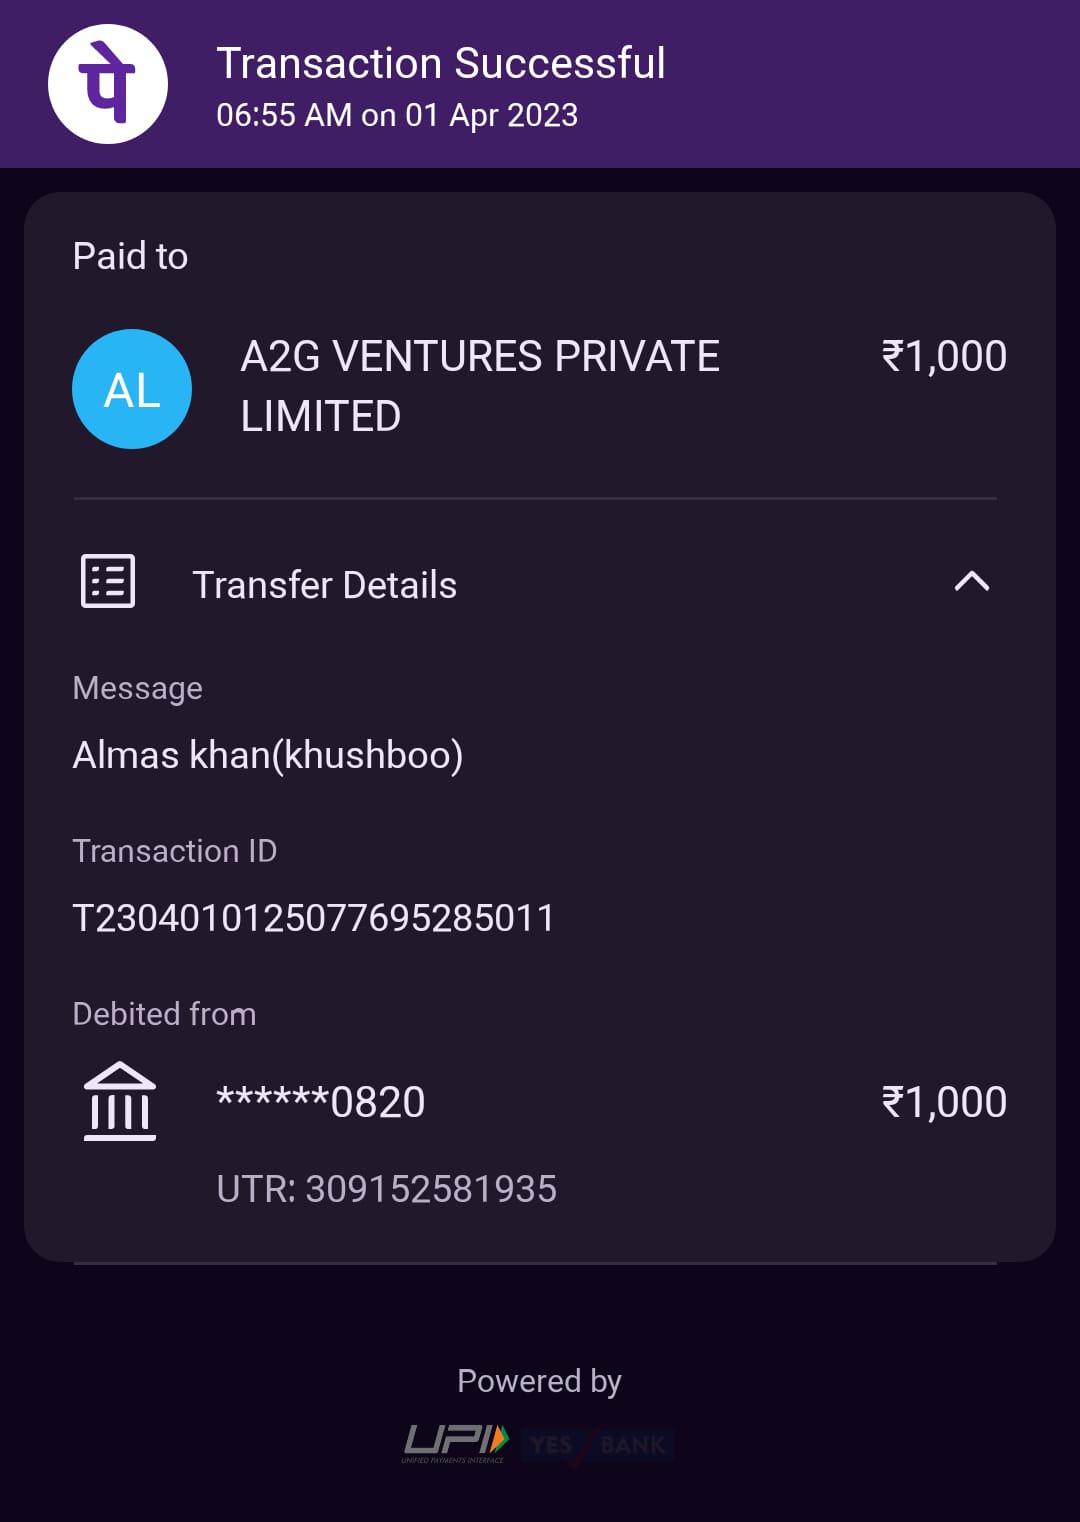 पे
Transaction Successful
06:55 AM on 01 Apr 2023
Paid to
AL
A2G VENTURES PRIVATE
LIMITED
₹1,000
Transfer Details
Message
Almas khan(khushboo)
Transaction ID
T2304010125077695285011
Debited from
******0820
₹1,000
UTR: 309152581935
Powered by
UPI
UNIFIED PAYMENTS INTERFACE
YES BANK